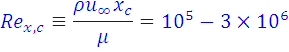 Re_{x,c} ≡ ρu_∞x_c / μ = 10^5 − 3 × 10^6